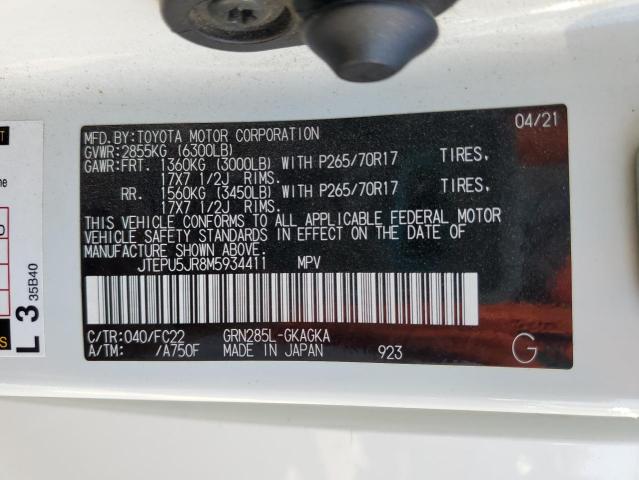 MFD.BY:TOYOTA MOTOR CORPORATION 04/21
GVWR:2855KG (6300LB)
GAWR:FRT. 1360KG (3000LB) WITH P265/70R17 TIRES,
17X7 1/2J RIMS.
RR. 1560KG (3450LB) WITH P265/70R17 TIRES,
17X7 1/2J RIMS.
THIS VEHICLE CONFORMS TO ALL APPLICABLE FEDERAL MOTOR
VEHICLE SAFETY STANDARDS IN EFFECT ON THE DATE OF
MANUFACTURE SHOWN ABOVE.
JTEPU5JR8M5934411 MPV
C/TR:040/FC22 GRN285L-GKAGKA
A/TM: /A750F MADE IN JAPAN 923
G
L 3
35B40